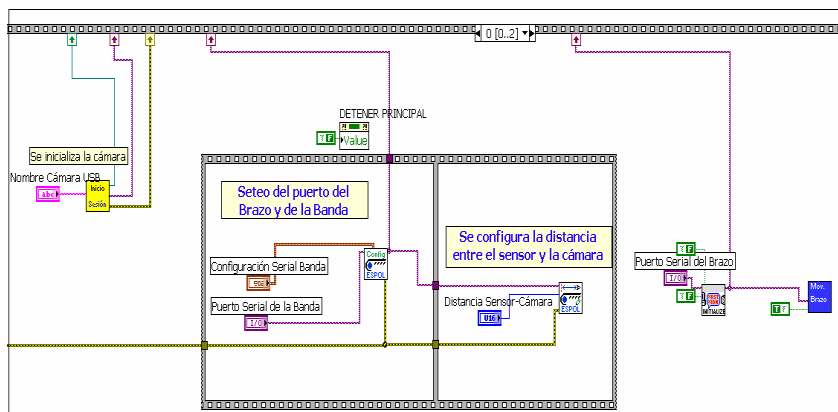 0 [0..2]
DETENER PRINCIPAL
Value
Se inicializa la cámara
Nombre Cámara USB
abc
Inicio
Sesión
Seteo del puerto del
Brazo y de la Banda
Se configura la distancia
entre el sensor y la cámara
Configuración Serial Banda
Config
ESPOL
Puerto Serial de la Banda
I/O
Distancia Sensor-Cámara
U16
ESPOL
Puerto Serial del Brazo
I/O
INITIALIZE
Mov.
Brazo